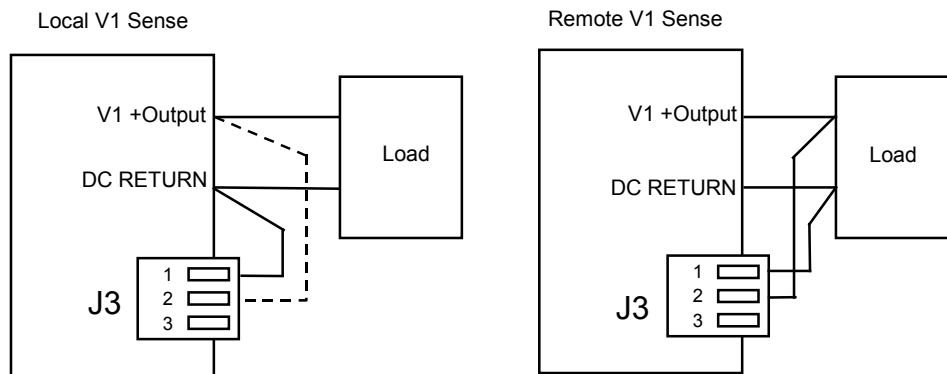 Local V1 Sense
V1 +Output
DC RETURN
Load
J3
1
2
3
Remote V1 Sense
V1 +Output
DC RETURN
Load
J3
1
2
3